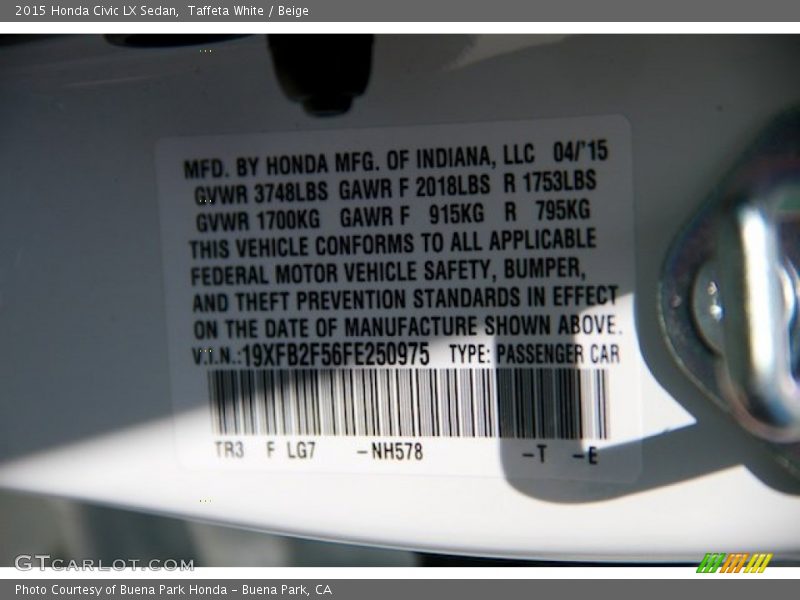 2015 Honda Civic LX Sedan,  Taffeta White / Beige
MFD. BY HONDA MFG. OF INDIANA, LLC 04/'15
GVWR 3748LBS GAWR F 2018LBS R 1753LBS
GVWR 1700KG GAWR F 915KG R 795KG
THIS VEHICLE CONFORMS TO ALL APPLICABLE
FEDERAL MOTOR VEHICLE SAFETY, BUMPER,
AND THEFT PREVENTION STANDARDS IN EFFECT
ON THE DATE OF MANUFACTURE SHOWN ABOVE.
V.I.N.:19XFB2F56FE250975 TYPE: PASSENGER CAR
TR3 F LG7 -NH578 -T -E
GTCARLOT.COM
Photo Courtesy of Buena Park Honda - Buena Park, CA